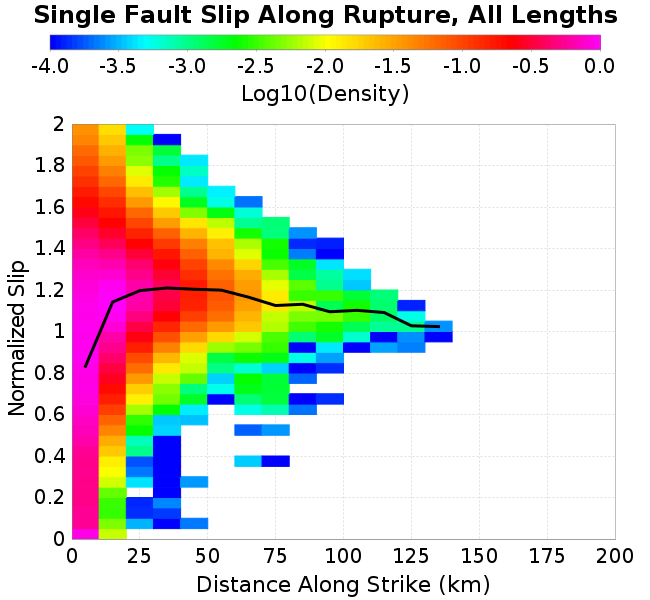 Single Fault Slip Along Rupture, All Lengths
-4.0 -3.5 -3.0 -2.5 -2.0 -1.5 -1.0 -0.5 0.0
Log10(Density)
2
1.8
1.6
1.4
1.2
1
0.8
0.6
0.4
0.2
0
Normalized Slip
0 25 50 75 100 125 150 175 200
Distance Along Strike (km)